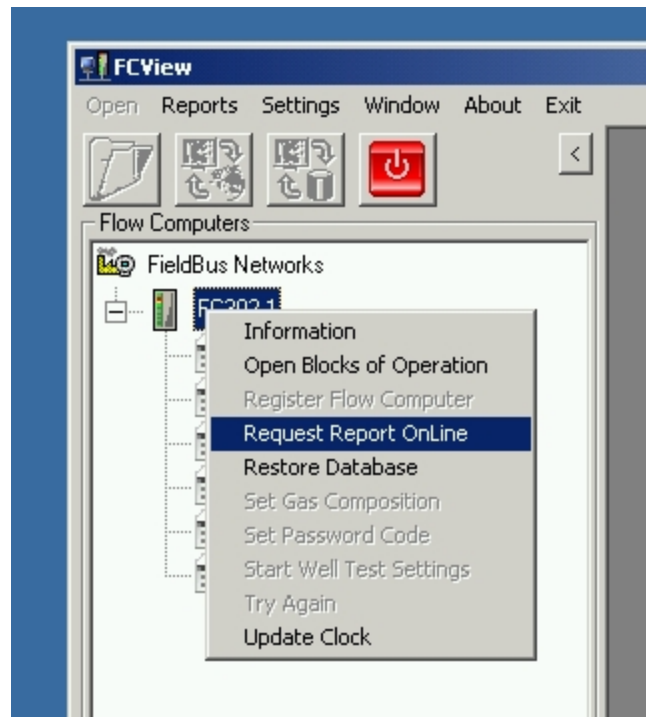 FCView
Open Reports Settings Window About Exit
<
Flow Computers
FieldBus Networks
Information
Open Blocks of Operation
Register Flow Computer
Request Report OnLine
Restore Database
Set Gas Composition
Set Password Code
Start Well Test Settings
Try Again
Update Clock